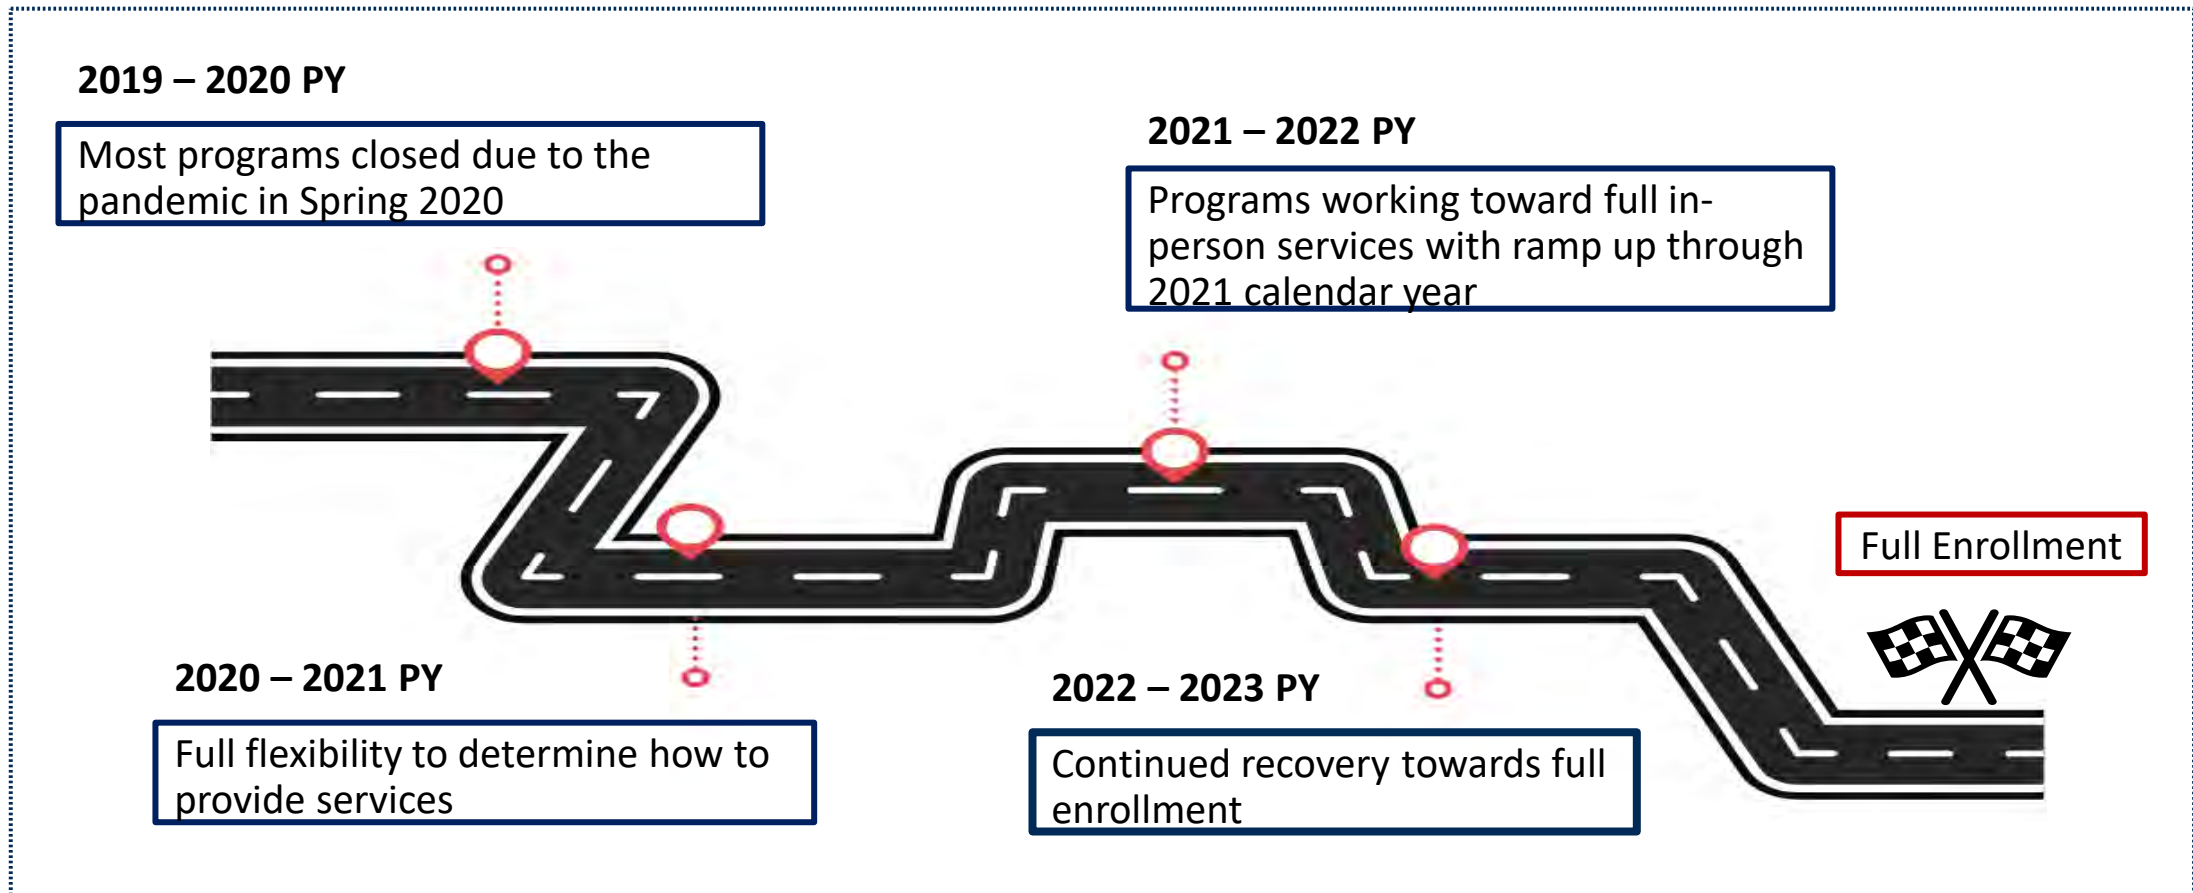 2019 – 2020 PY
Most programs closed due to the
pandemic in Spring 2020
2021 – 2022 PY
Programs working toward full in-
person services with ramp up through
2021 calendar year
Full Enrollment
2020 – 2021 PY
Full flexibility to determine how to
provide services
2022 – 2023 PY
Continued recovery towards full
enrollment